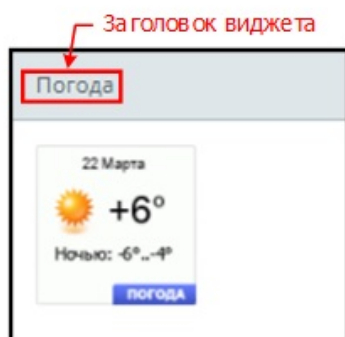 Заголовок виджета
Погода
22 Марта
+6°
Ночью: -6°..-4°
ПОГОДА